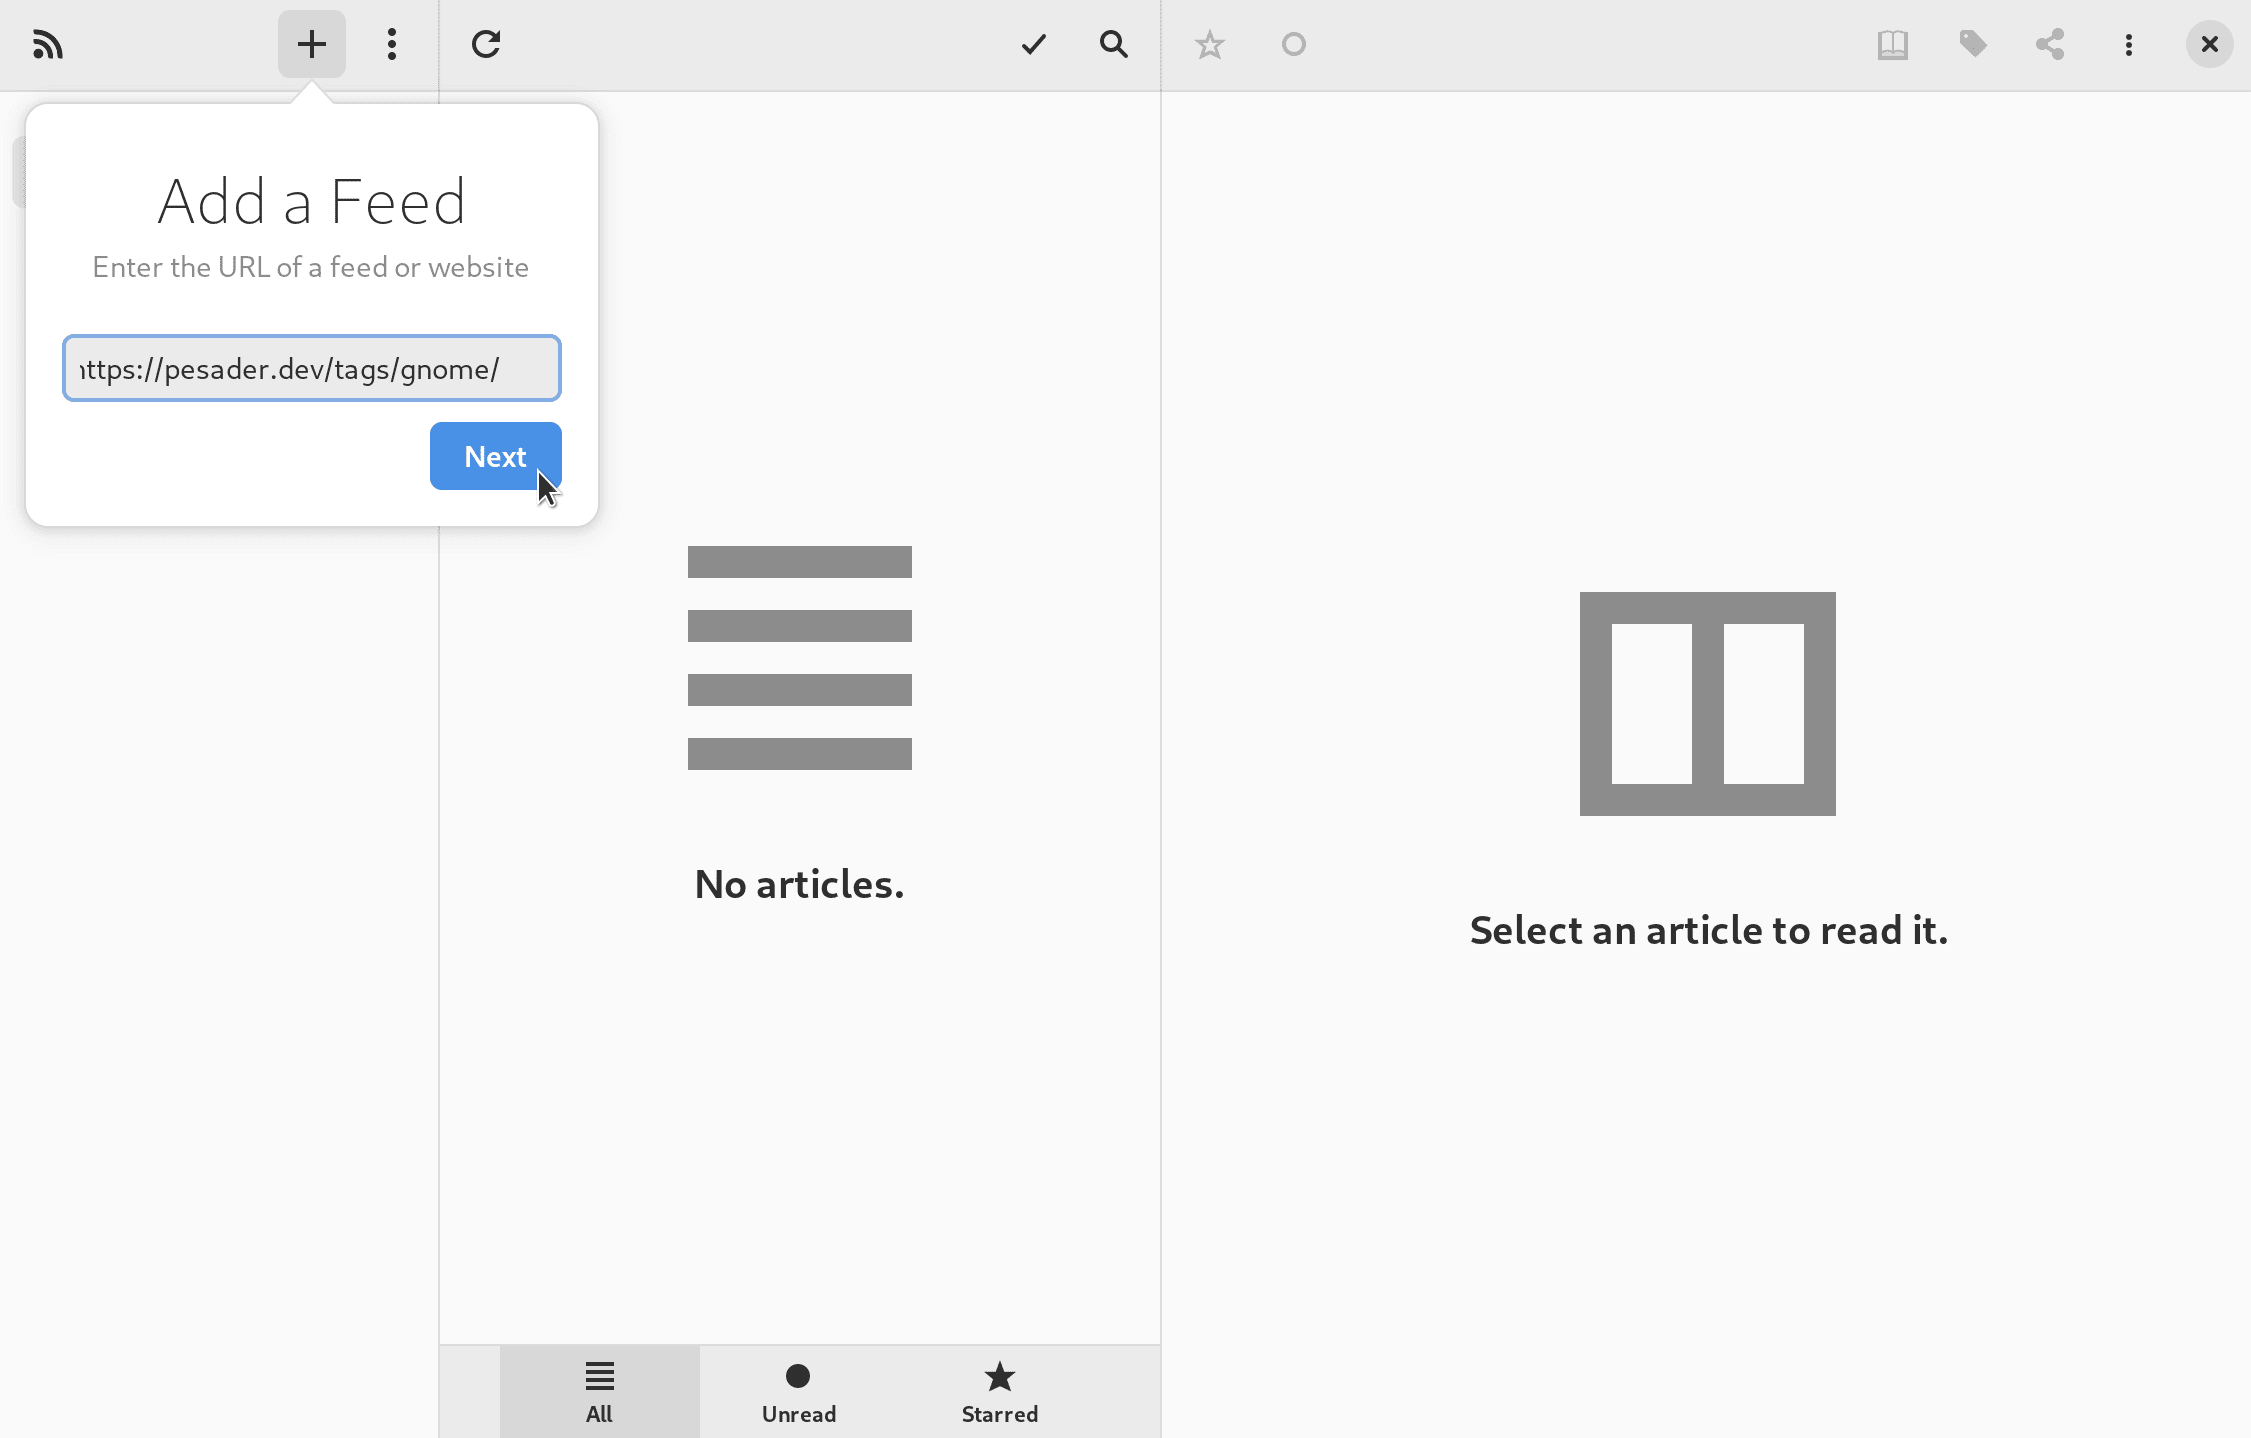 Add a Feed
Enter the URL of a feed or website
https://pesader.dev/tags/gnome/
Next
No articles.
Select an article to read it.
All
Unread
Starred